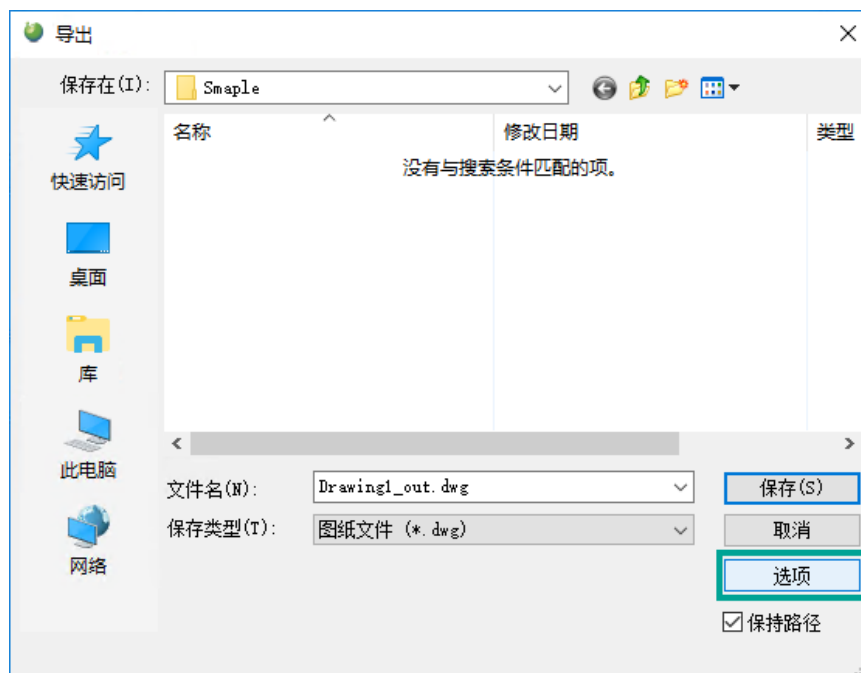 导出
保存在(I):
Smaple
名称
修改日期
类型
没有与搜索条件匹配的项。
快速访问
桌面
库
此电脑
网络
文件名(N):
Drawing1_out.dwg
保存(S)
保存类型(T):
图纸文件 (*.dwg)
取消
选项
保持路径